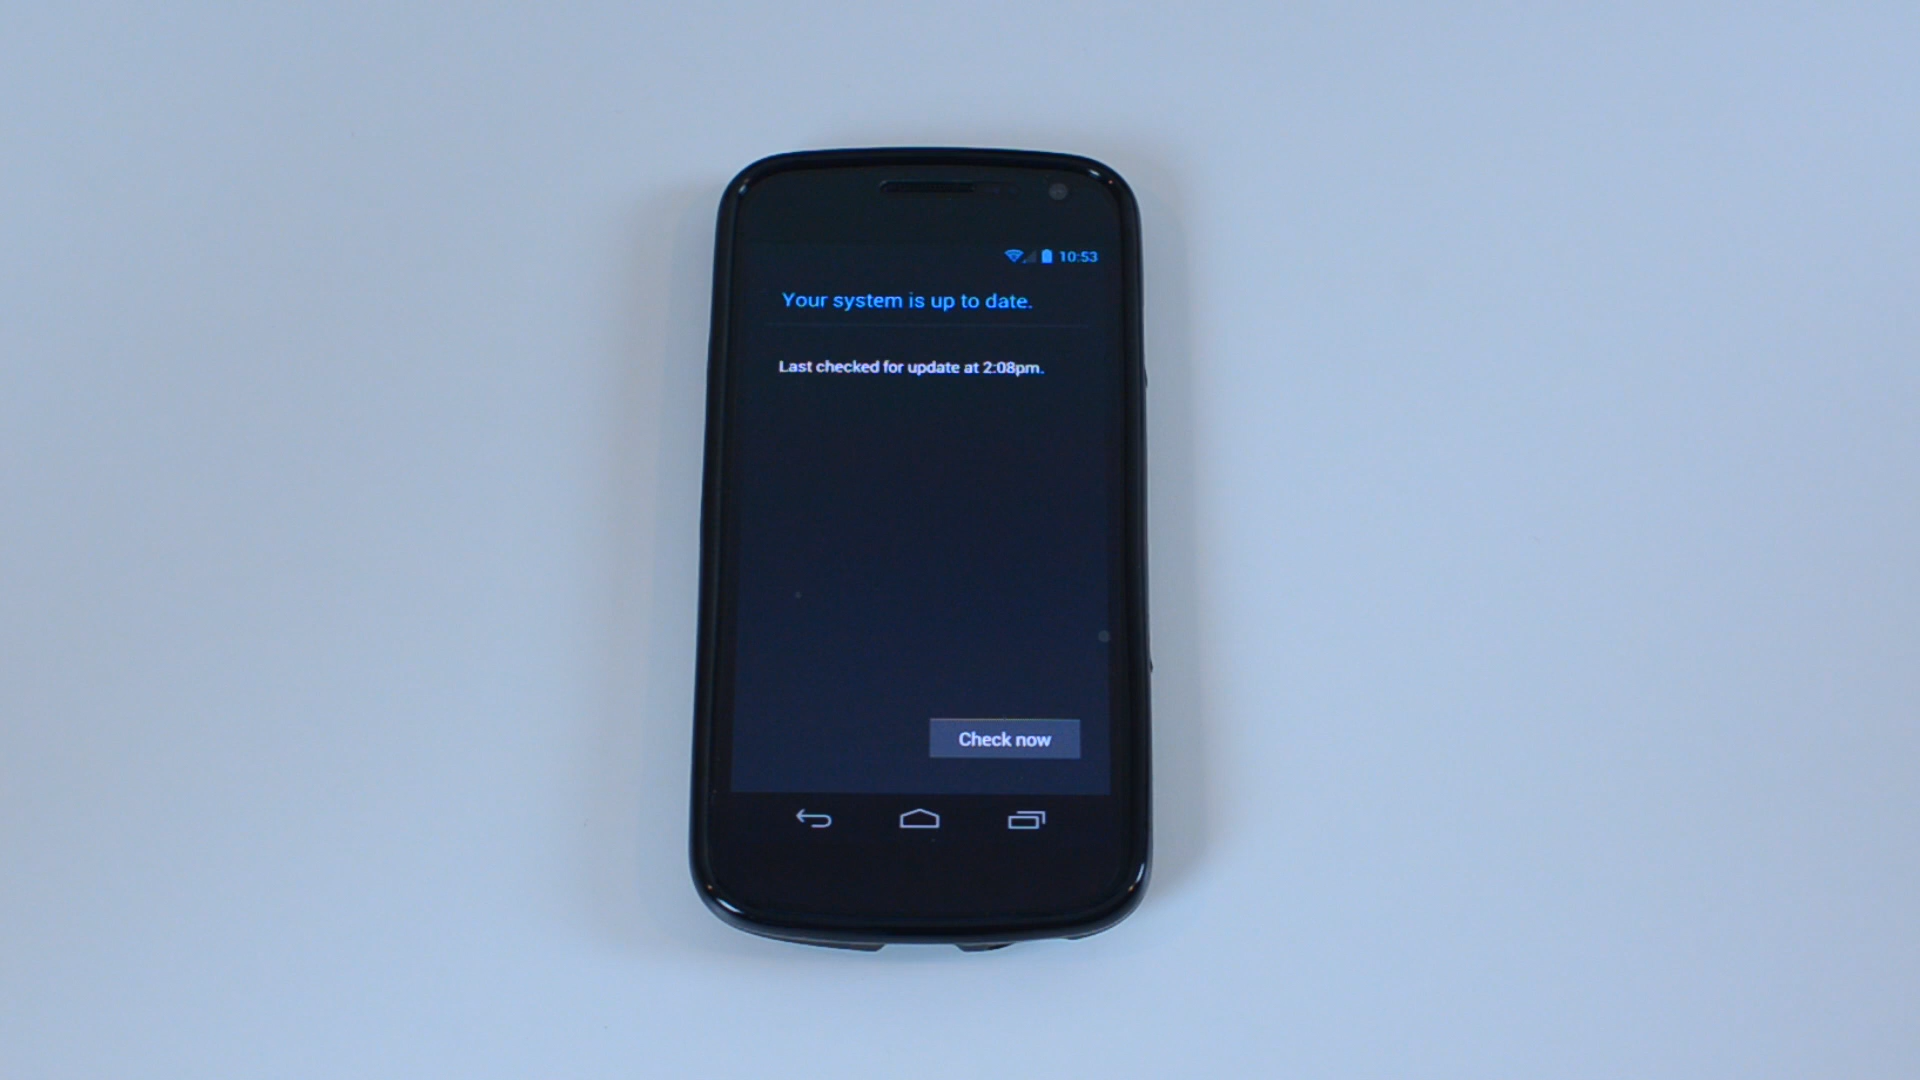 10:53
Your system is up to date.
Last checked for update at 2:08pm.
Check now